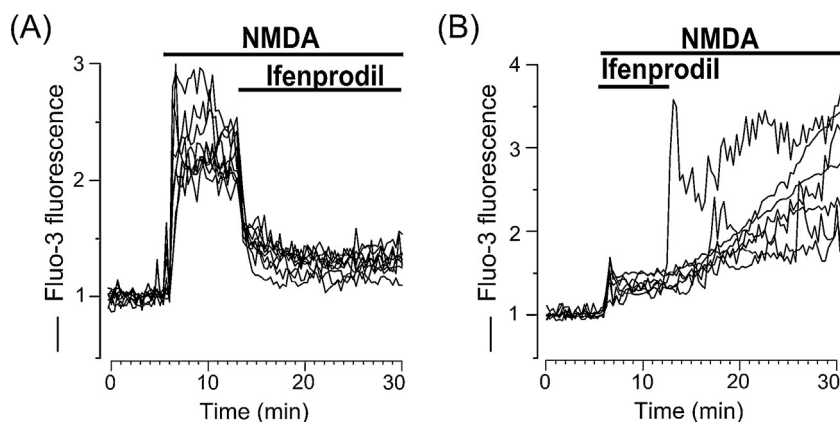 (A)
NMDA
Ifenprodil
3
2
1
Fluo-3 fluorescence
0 10 20 30
Time (min)
(B)
NMDA
Ifenprodil
4
3
2
1
Fluo-3 fluorescence
0 10 20 30
Time (min)